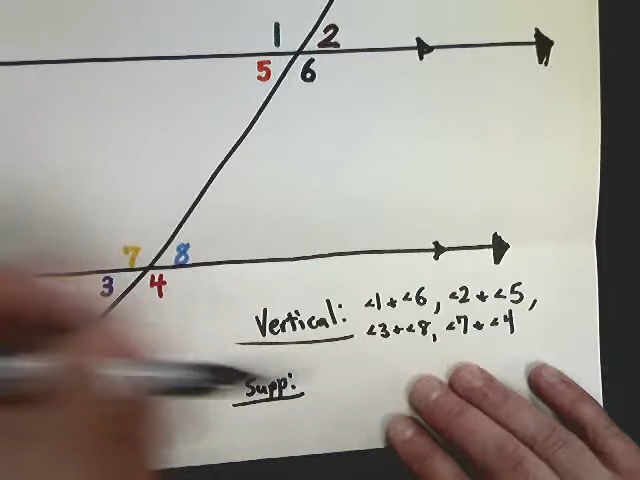 1 2
5 6
7 8
3 4
Vertical: ∠1 + ∠6, ∠2 + ∠5,
∠3 + ∠8, ∠7 + ∠4
Supp: